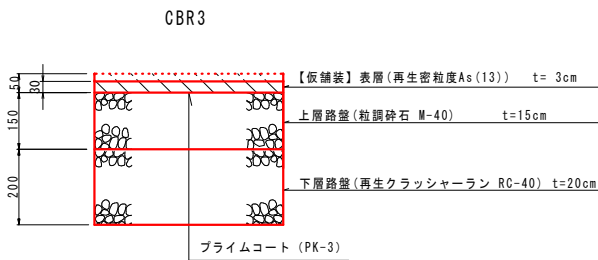 CBR3
50
30
150
200
【仮舗装】表層(再生密粒度As(13)) t= 3cm
上層路盤(粒調砕石 M-40) t=15cm
下層路盤(再生クラッシャーラン RC-40) t=20cm
プライムコート (PK-3)